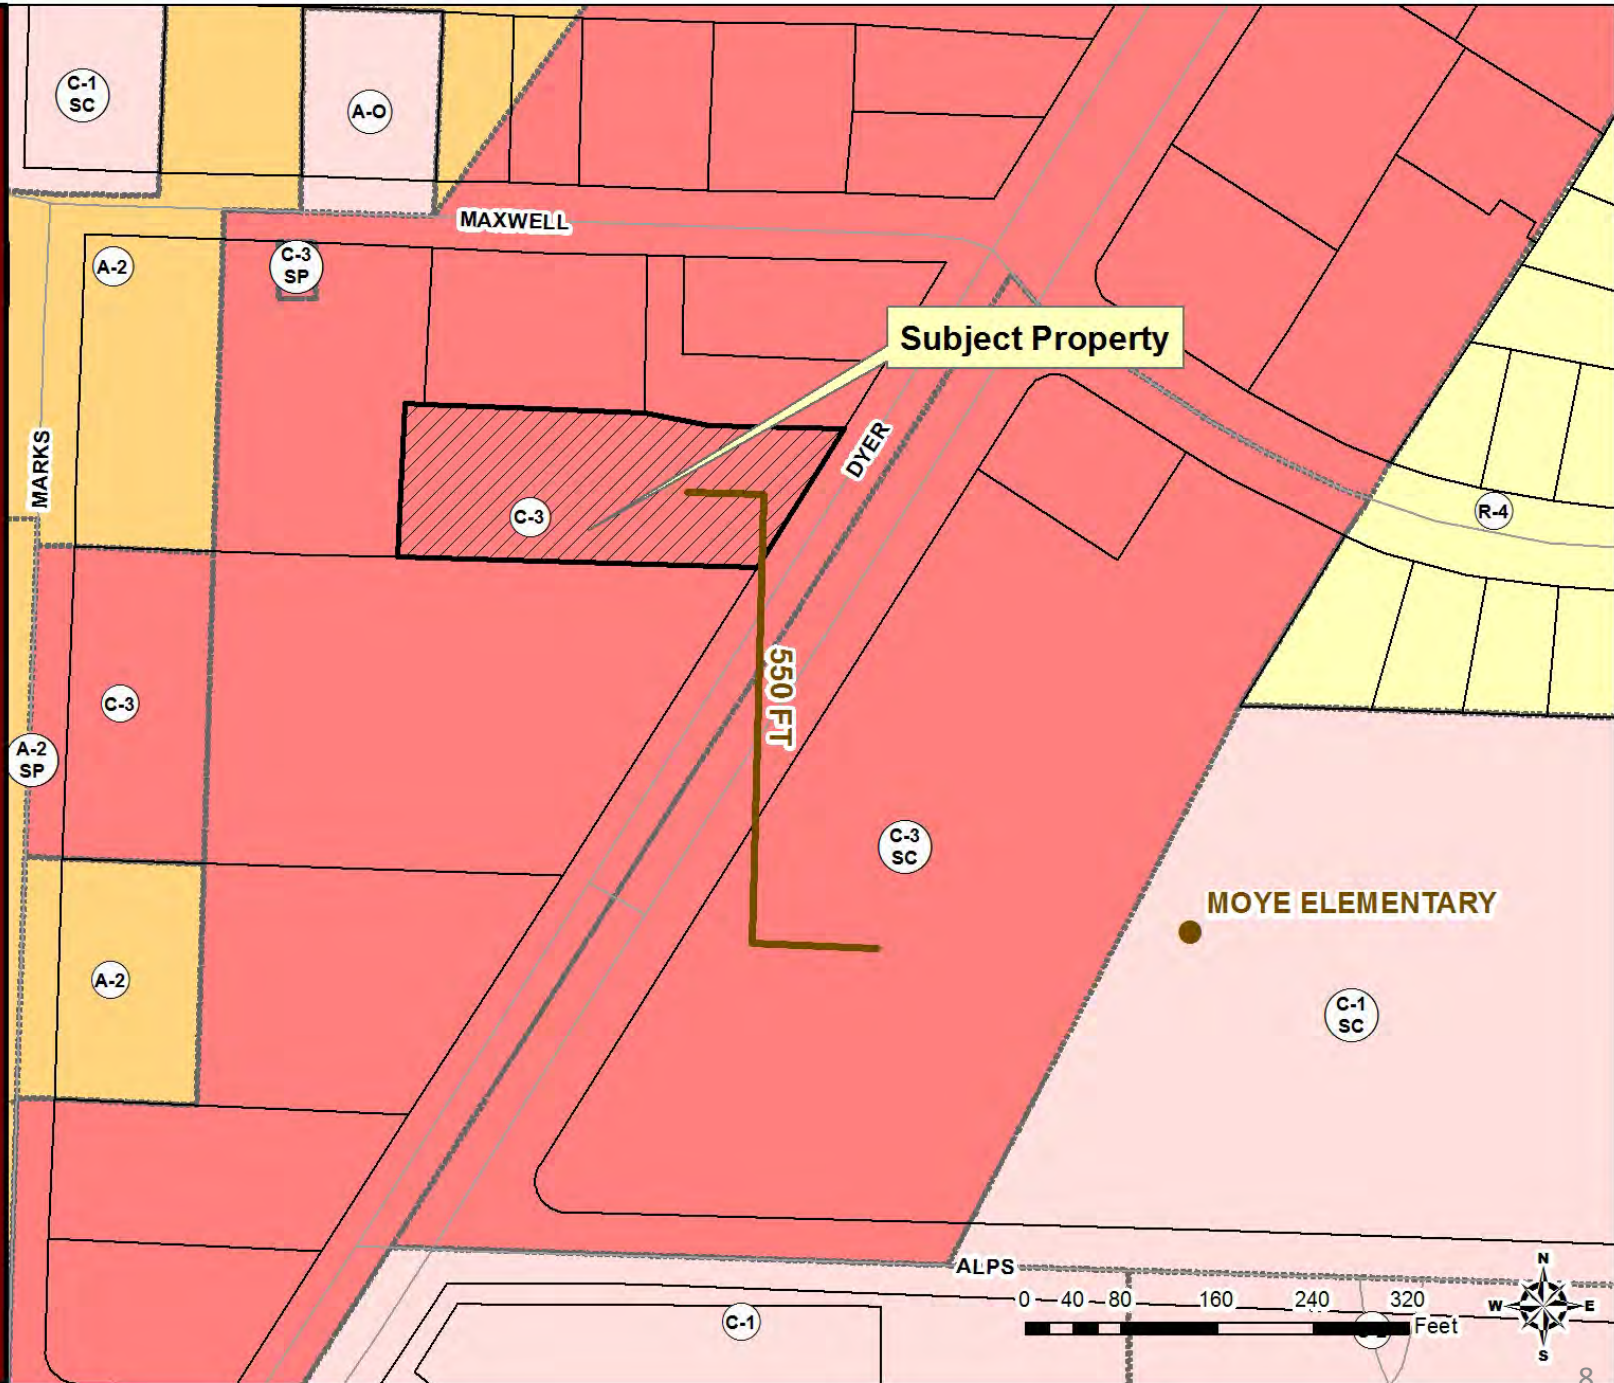 C-1
SC
A-O
MAXWELL
A-2
C-3
SP
Subject Property
MARKS
DYER
C-3
R-4
550 FT
C-3
A-2
SP
C-3
SC
MOYE ELEMENTARY
A-2
C-1
SC
ALPS
N
W E
S
0 40 80 160 240 320
Feet
C-1
8